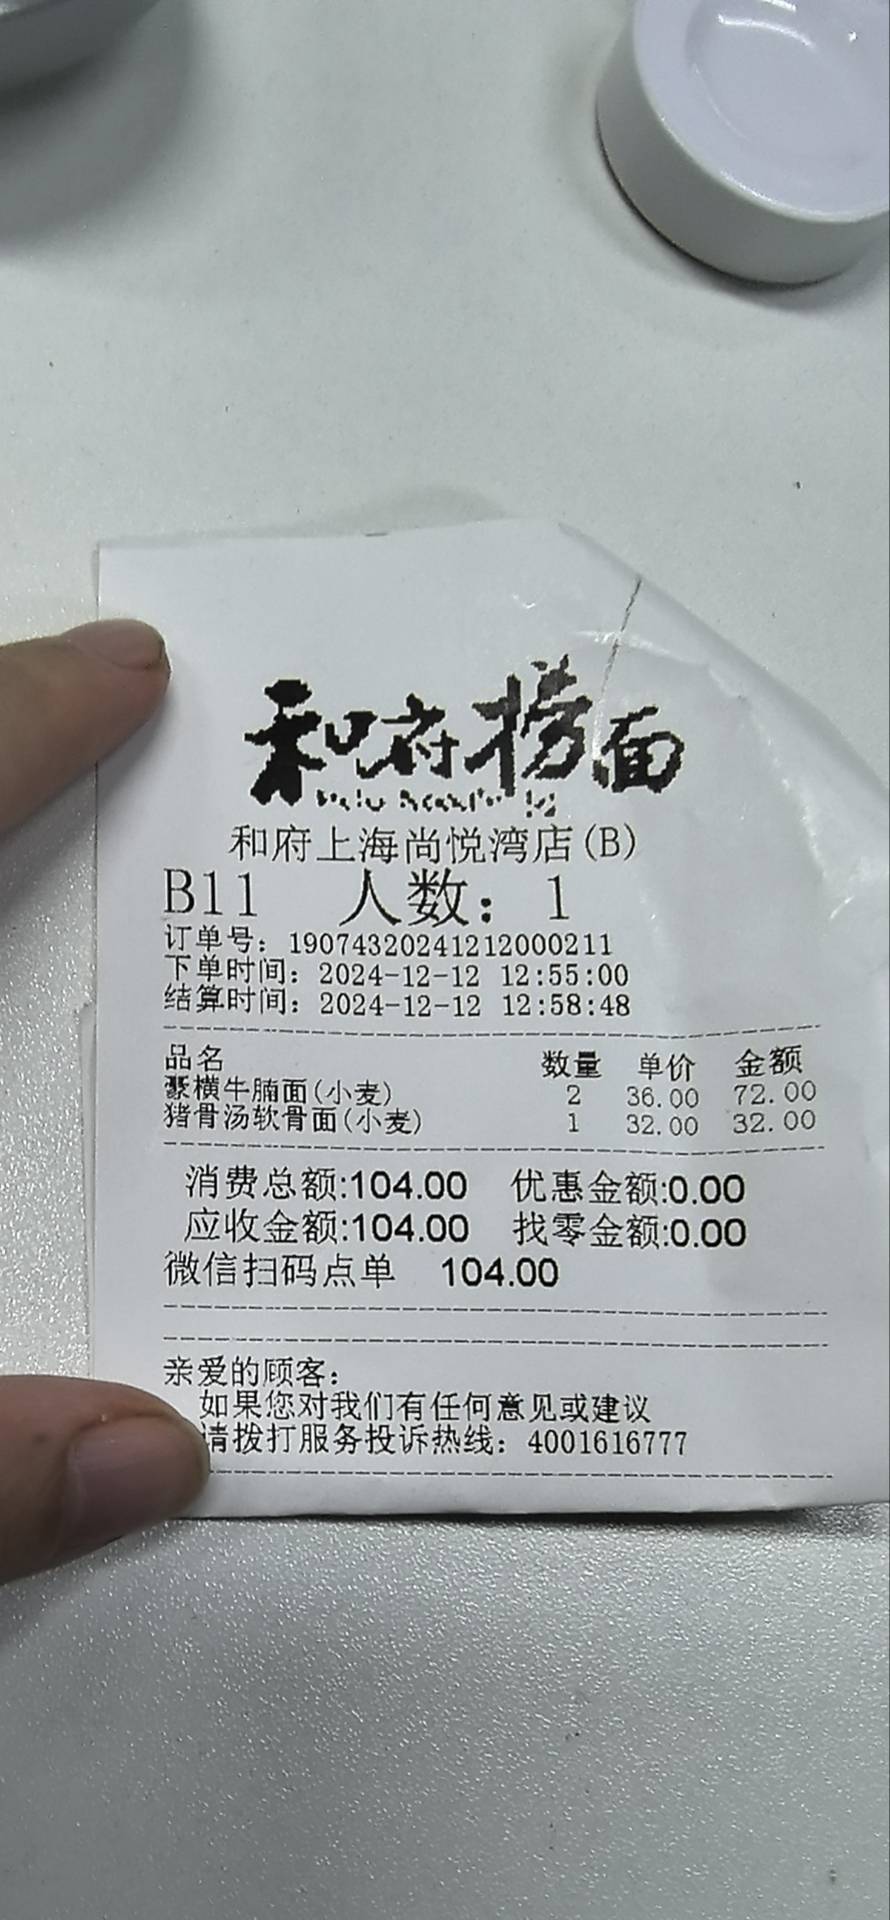 和府捞面
和府上海尚悦湾店(B)
B11 人数：1
订单号：19074320241212000211
下单时间：2024-12-12 12:55:00
结算时间：2024-12-12 12:58:48
品名 数量 单价 金额
豪横牛腩面(小麦) 2 36.00 72.00
猪骨汤软骨面(小麦) 1 32.00 32.00
消费总额:104.00 优惠金额:0.00
应收金额:104.00 找零金额:0.00
微信扫码点单 104.00
亲爱的顾客：
如果您对我们有任何意见或建议
请拨打服务投诉热线：4001616777